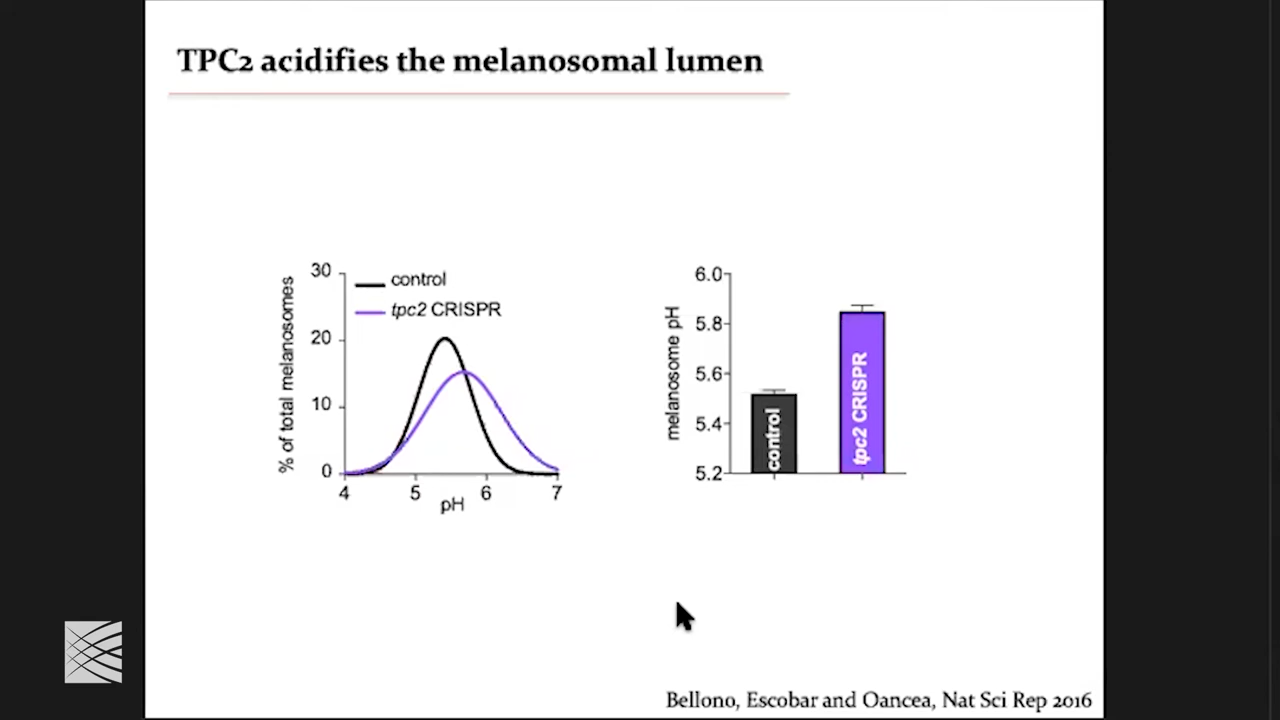 TPC2 acidifies the melanosomal lumen
30
20
10
0
% of total melanosomes
control
tpc2 CRISPR
4 5 6 7
pH
6.0
5.8
5.6
5.4
5.2
melanosome pH
control
tpc2 CRISPR
Bellono, Escobar and Oancea, Nat Sci Rep 2016